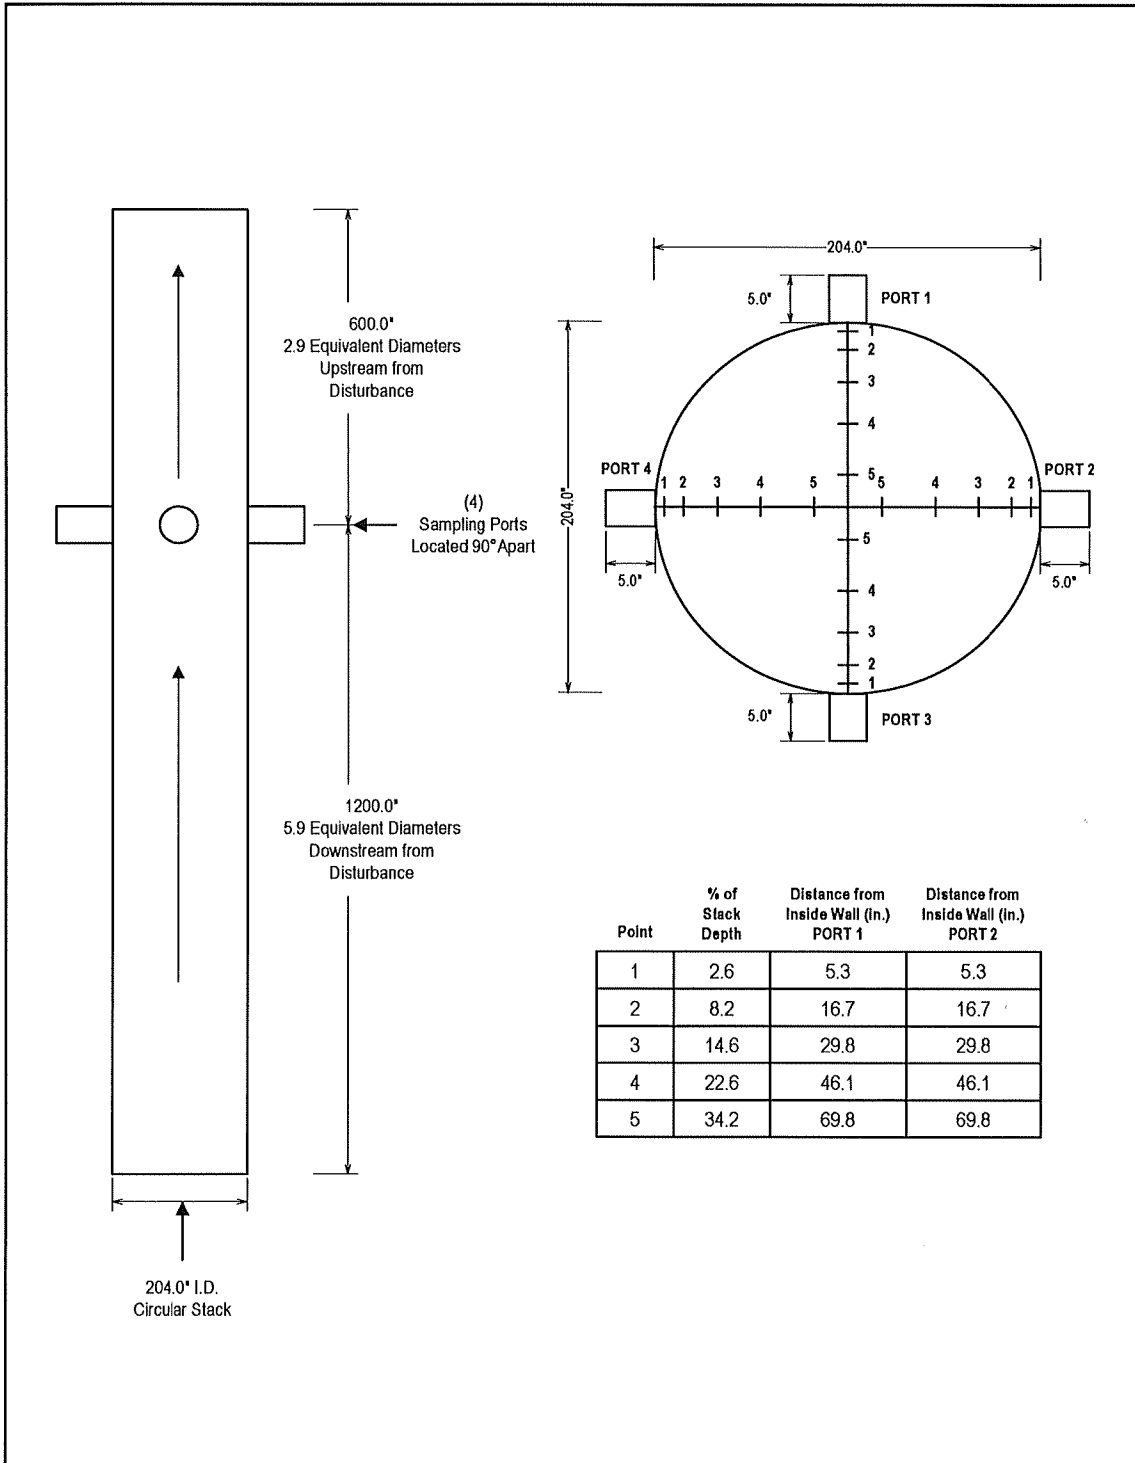 600.0"
2.9 Equivalent Diameters
Upstream from
Disturbance
(4)
Sampling Ports
Located 90° Apart
1200.0"
5.9 Equivalent Diameters
Downstream from
Disturbance
204.0" I.D.
Circular Stack
204.0"
5.0"
PORT 1
1
2
3
4
5
204.0"
PORT 4
1 2 3 4 5 5 4 3 2 1
PORT 2
5.0"
5.0"
5
4
3
2
1
5.0"
PORT 3
Point % of Stack Depth Distance from Inside Wall (in.) PORT 1 Distance from Inside Wall (in.) PORT 2
1 2.6 5.3 5.3
2 8.2 16.7 16.7
3 14.6 29.8 29.8
4 22.6 46.1 46.1
5 34.2 69.8 69.8